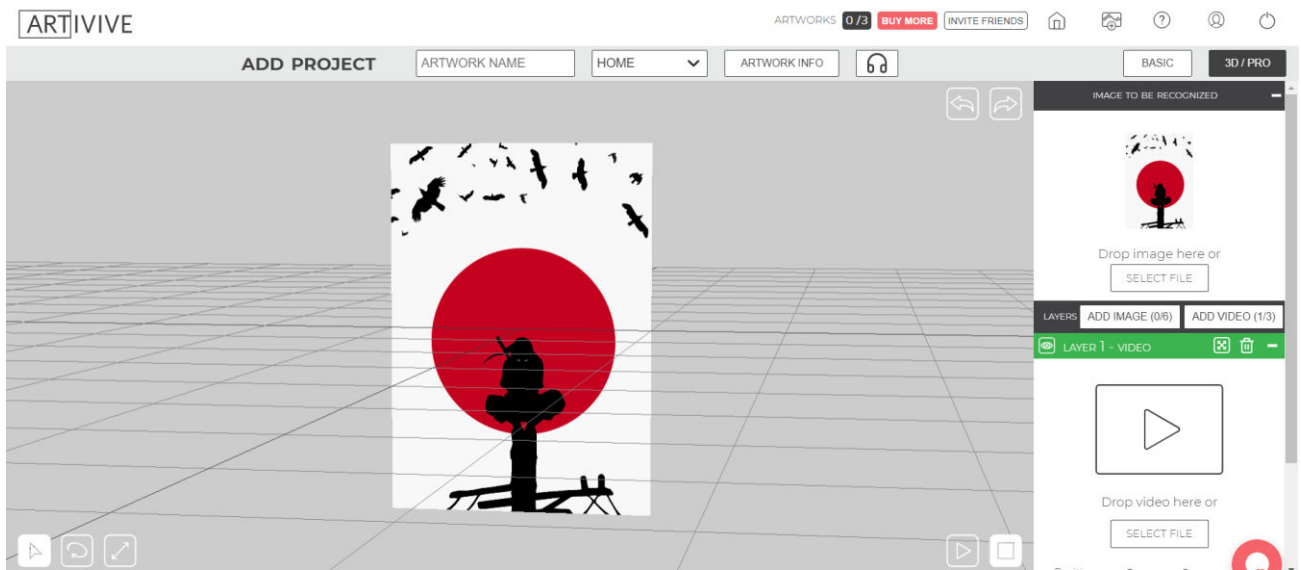 ARTIVIVE
ARTWORKS 0 /3 BUY MORE INVITE FRIENDS
ADD PROJECT ARTWORK NAME HOME ARTWORK INFO BASIC 3D / PRO
IMAGE TO BE RECOGNIZED
Drop image here or
SELECT FILE
LAYERS ADD IMAGE (0/6) ADD VIDEO (1/3)
LAYER 1 - VIDEO
Drop video here or
SELECT FILE